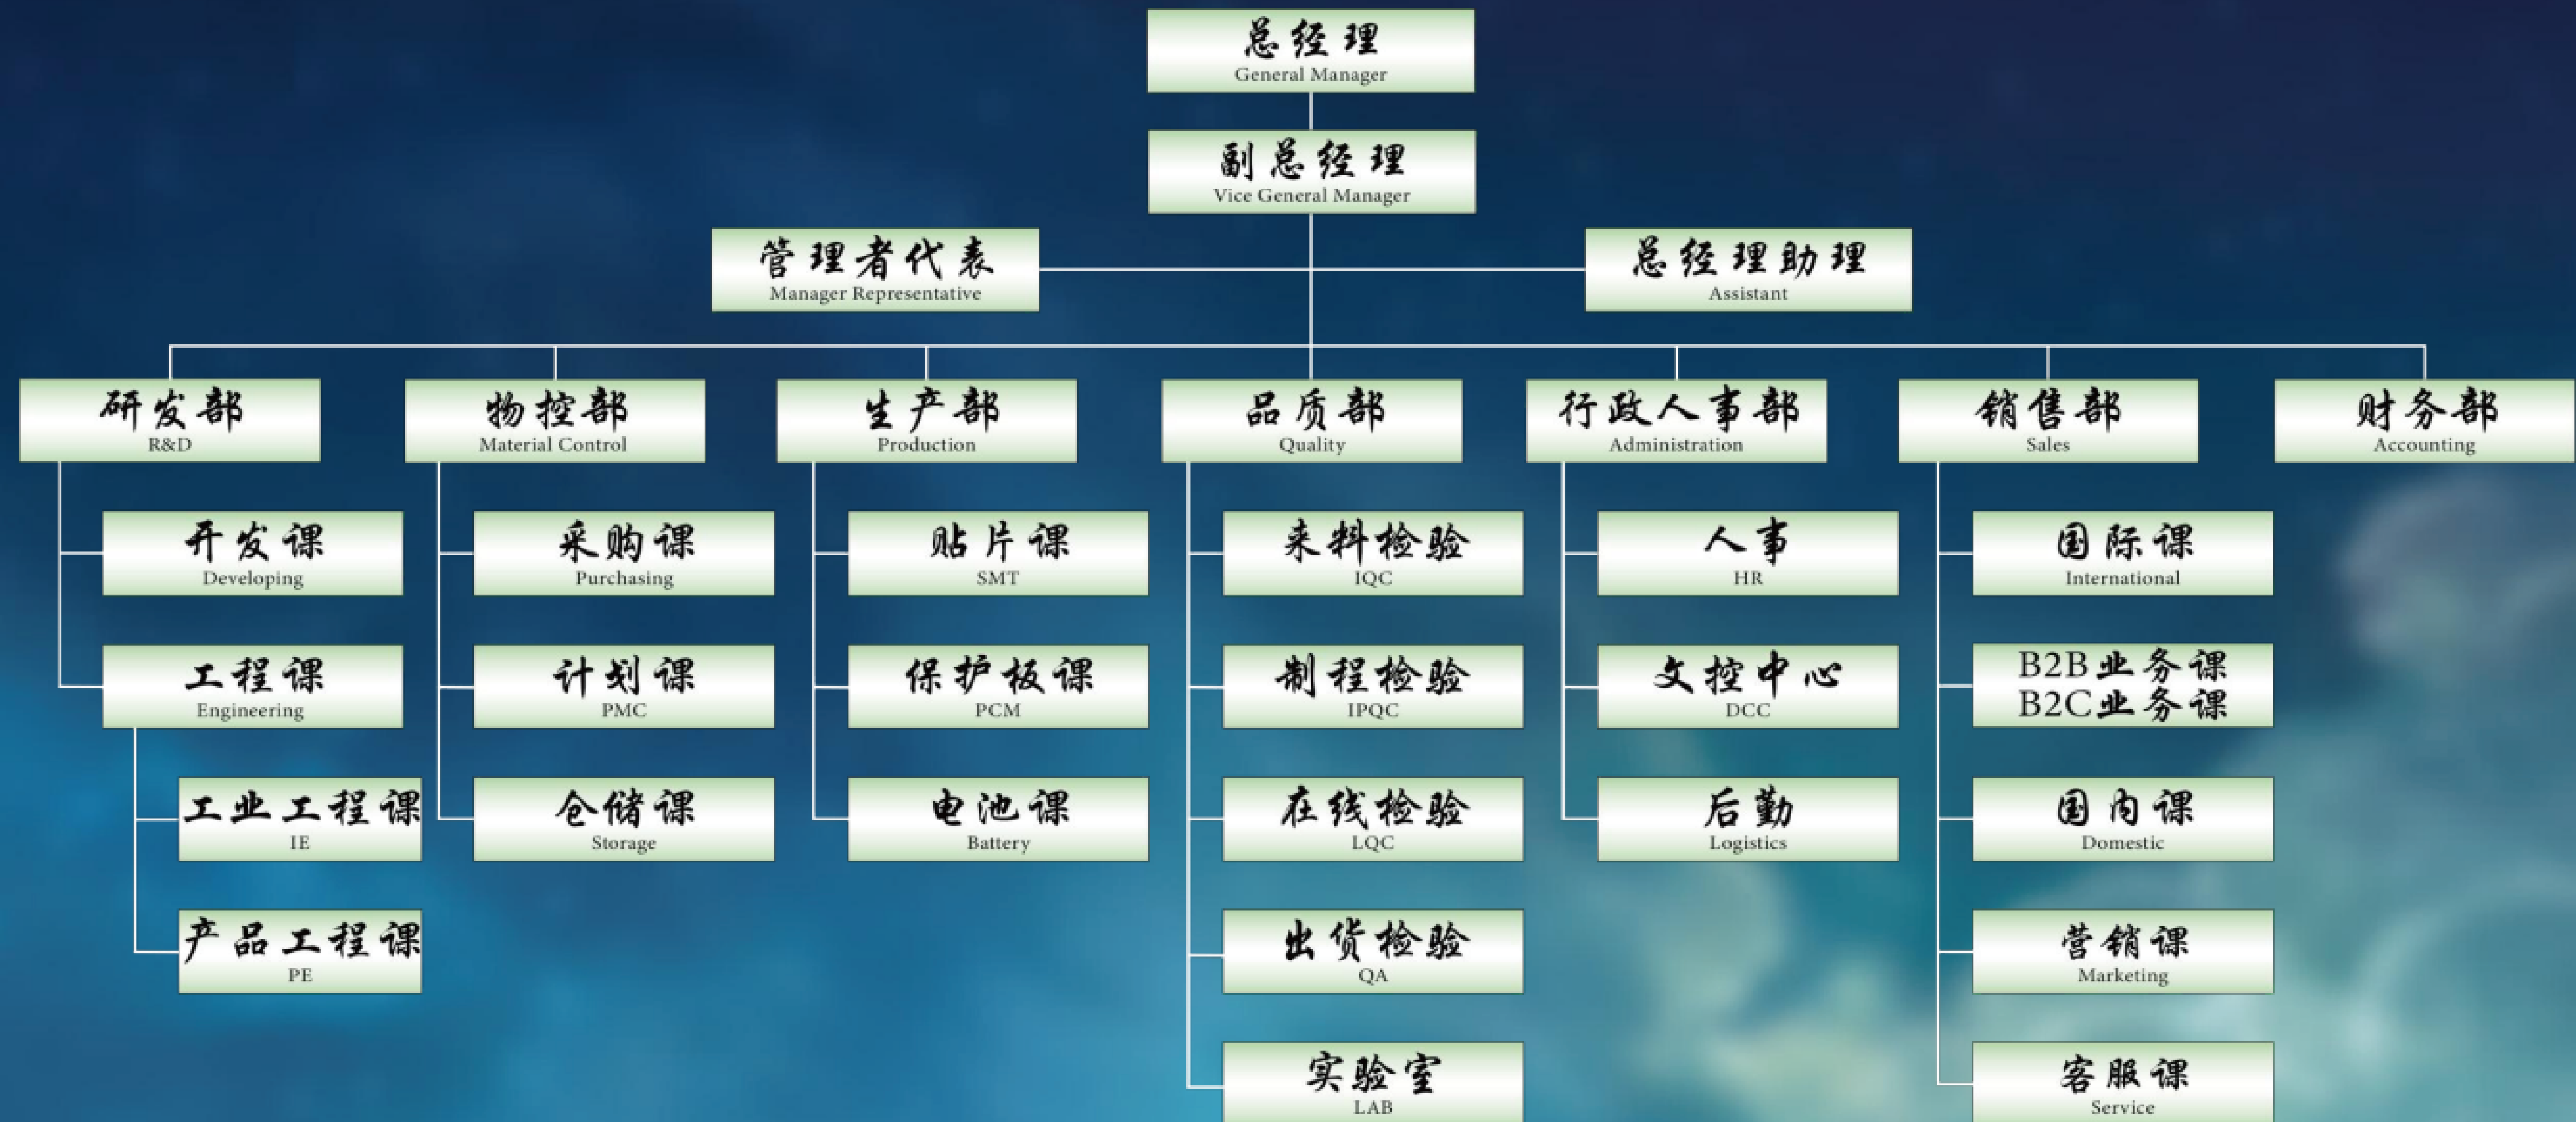 总经理
General Manager
副总经理
Vice General Manager
管理者代表
Manager Representative
总经理助理
Assistant
研发部
R&D
物控部
Material Control
生产部
Production
品质部
Quality
行政人事部
Administration
销售部
Sales
财务部
Accounting
开发课
Developing
采购课
Purchasing
贴片课
SMT
来料检验
IQC
人事
HR
国际课
International
工程课
Engineering
计划课
PMC
保护板课
PCM
制程检验
IPQC
文控中心
DCC
B2B业务课
B2C业务课
工业工程课
IE
仓储课
Storage
电池课
Battery
在线检验
LQC
后勤
Logistics
国内课
Domestic
产品工程课
PE
出货检验
QA
营销课
Marketing
实验室
LAB
客服课
Service